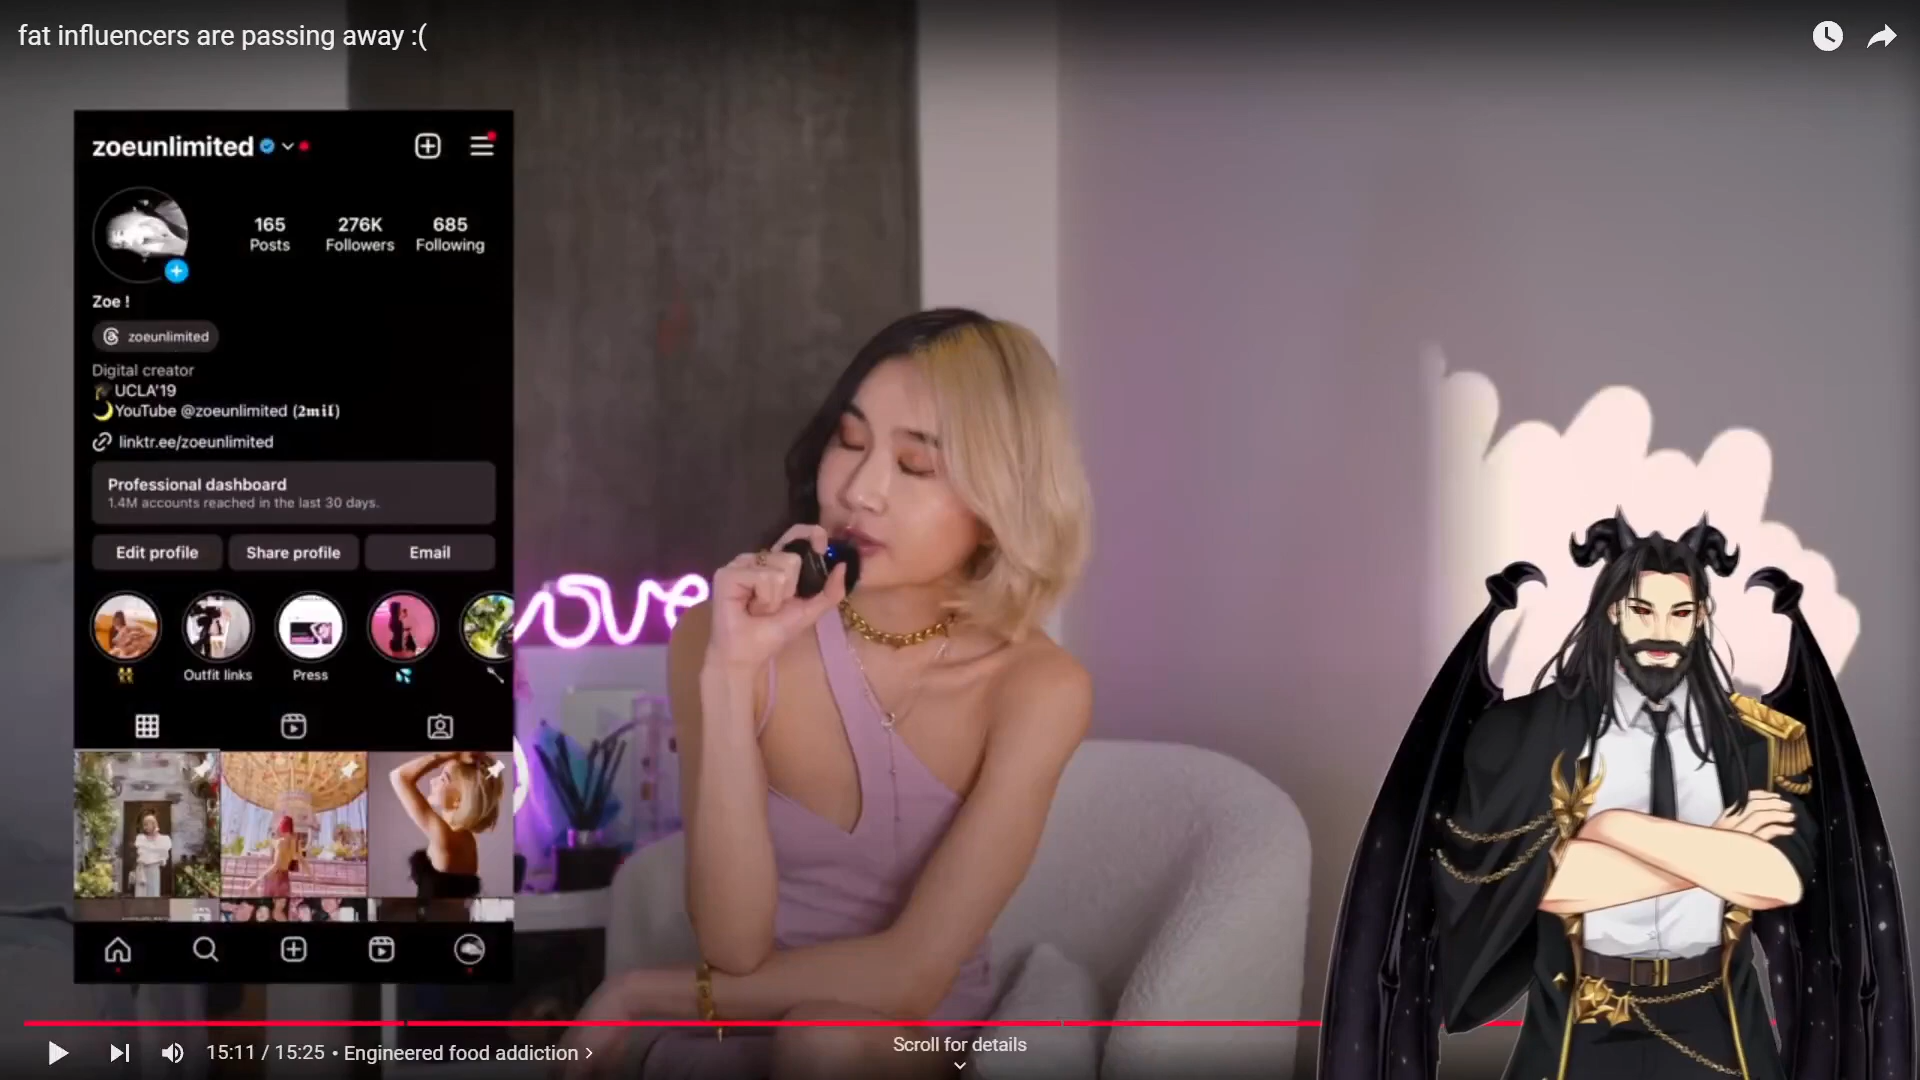 fat influencers are passing away :(
zoeunlimited
165 276K 685
Posts Followers Following
Zoe !
zoeunlimited
Digital creator
UCLA'19
YouTube @zoeunlimited (2mil)
linktr.ee/zoeunlimited
Professional dashboard
1.4M accounts reached in the last 30 days.
Edit profile Share profile Email
Outfit links Press
love
15:11 / 15:25 • Engineered food addiction >
Scroll for details